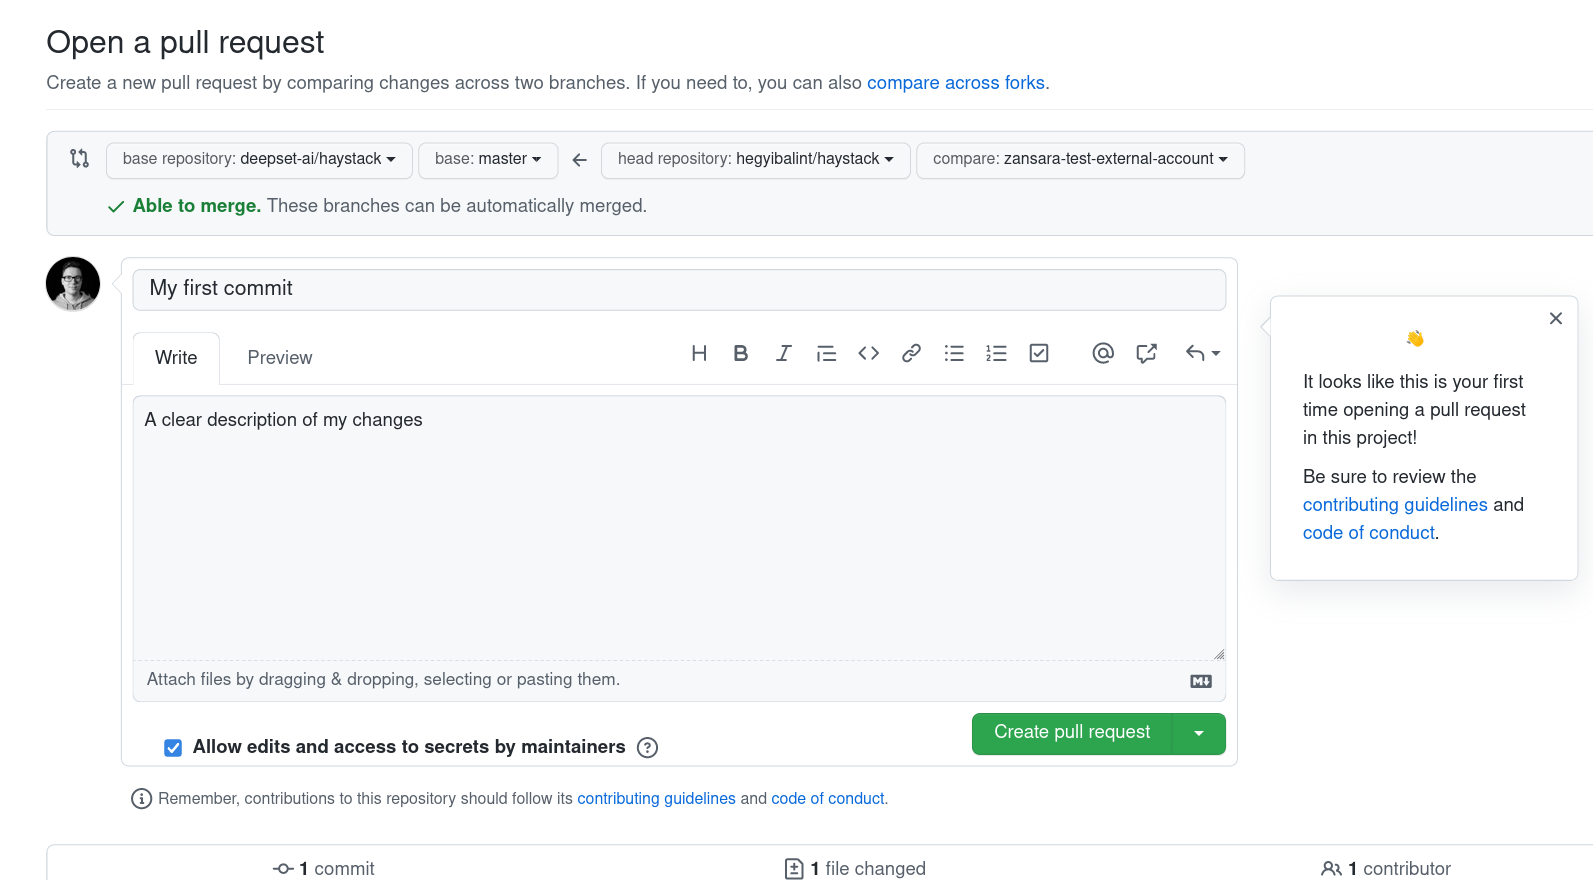 Open a pull request
Create a new pull request by comparing changes across two branches. If you need to, you can also compare across forks.
base repository: deepset-ai/haystack base: master head repository: hegyibalint/haystack compare: zansara-test-external-account
Able to merge. These branches can be automatically merged.
My first commit
Write Preview
A clear description of my changes
Attach files by dragging & dropping, selecting or pasting them.
Allow edits and access to secrets by maintainers
Create pull request
It looks like this is your first
time opening a pull request
in this project!
Be sure to review the
contributing guidelines and
code of conduct.
Remember, contributions to this repository should follow its contributing guidelines and code of conduct.
1 commit 1 file changed 1 contributor